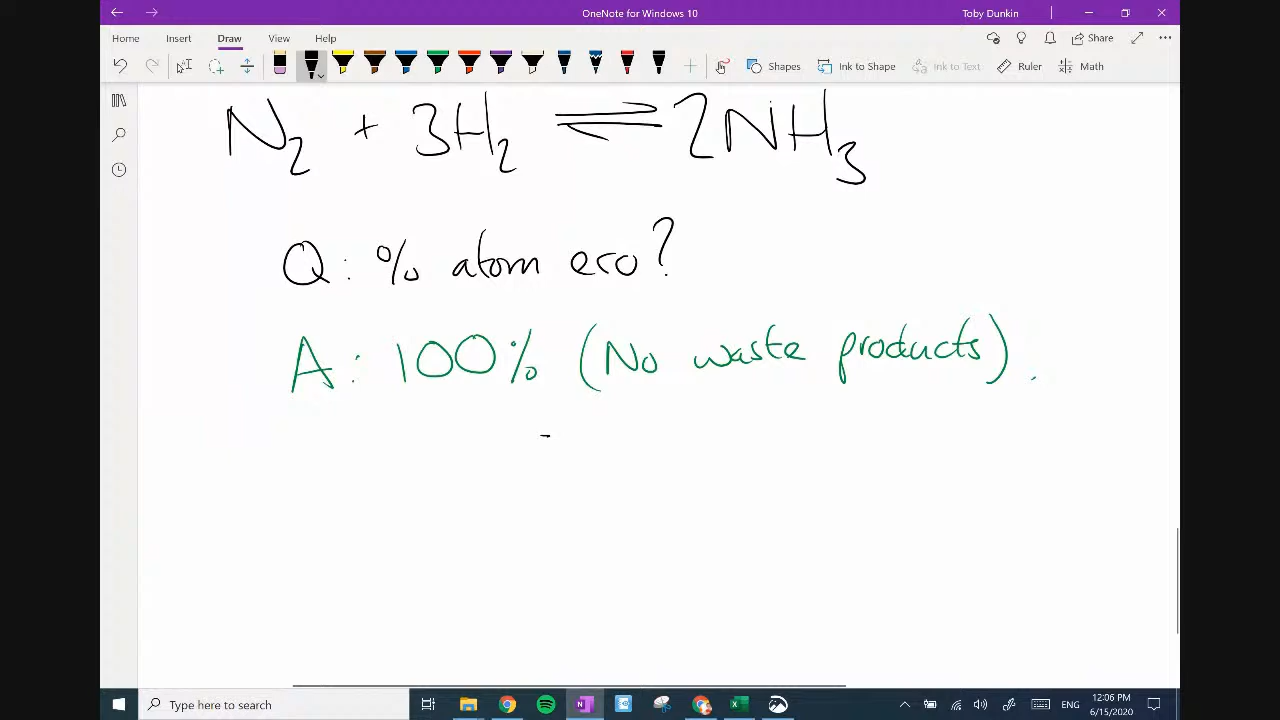 OneNote for Windows 10
Toby Dunkin
Home Insert Draw View Help
Share
Shapes Ink to Shape Ink to Text Ruler Math
N₂ + 3H₂ ⇌ 2NH₃
Q: % atom eco?
A: 100% (No waste products).
Type here to search
ENG
12:06 PM
6/15/2020